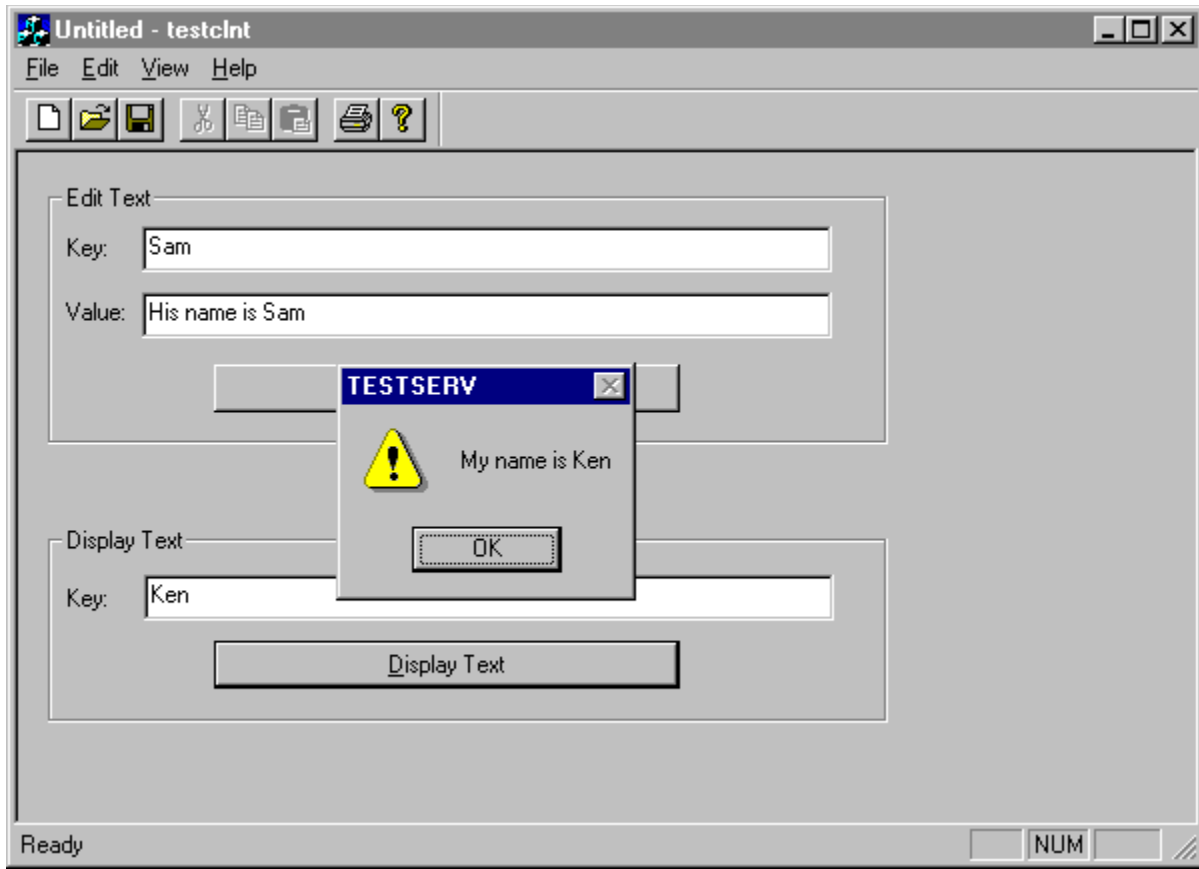 Untitled - testclnt
File Edit View Help
Edit Text
Key: Sam
Value: His name is Sam
TESTSERV
My name is Ken
OK
Display Text
Key: Ken
Display Text
Ready NUM